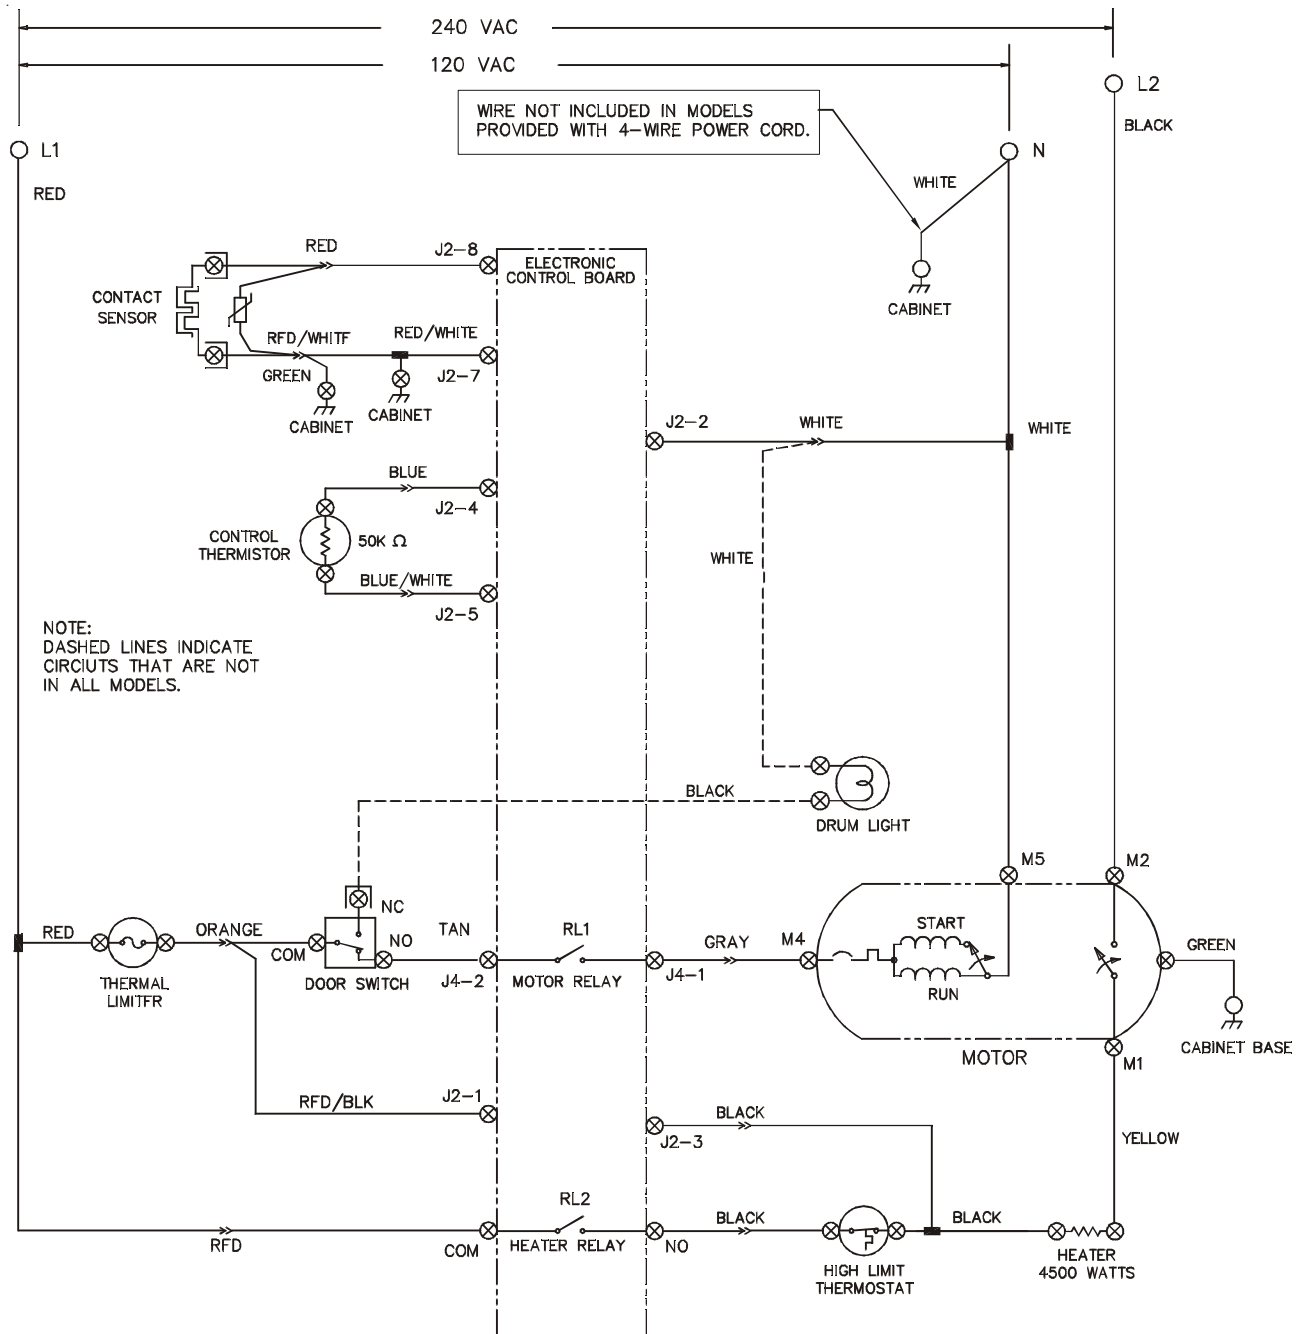 240 VAC
120 VAC
L2
WIRE NOT INCLUDED IN MODELS
PROVIDED WITH 4-WIRE POWER CORD.
BLACK
L1
N
RED
WHITE
RED
J2-8
ELECTRONIC
CONTROL BOARD
CONTACT
SENSOR
CABINET
RFD/WHITF
RED/WHITE
GREEN
J2-7
CABINET
CABINET
J2-2
WHITE
WHITE
BLUE
J2-4
CONTROL
THERMISTOR
50K Ω
WHITE
BLUE/WHITE
J2-5
NOTE:
DASHED LINES INDICATE
CIRCIUTS THAT ARE NOT
IN ALL MODELS.
BLACK
DRUM LIGHT
M5
M2
NC
RED
ORANGE
COM
NO
TAN
RL1
GRAY
M4
START
GREEN
THERMAL
LIMITFR
DOOR SWITCH
J4-2
MOTOR RELAY
J4-1
RUN
CABINET BASE
MOTOR
M1
RFD/BLK
J2-1
BLACK
J2-3
YELLOW
RL2
BLACK
BLACK
RFD
COM
HEATER RELAY
NO
HEATER
4500 WATTS
HIGH LIMIT
THERMOSTAT